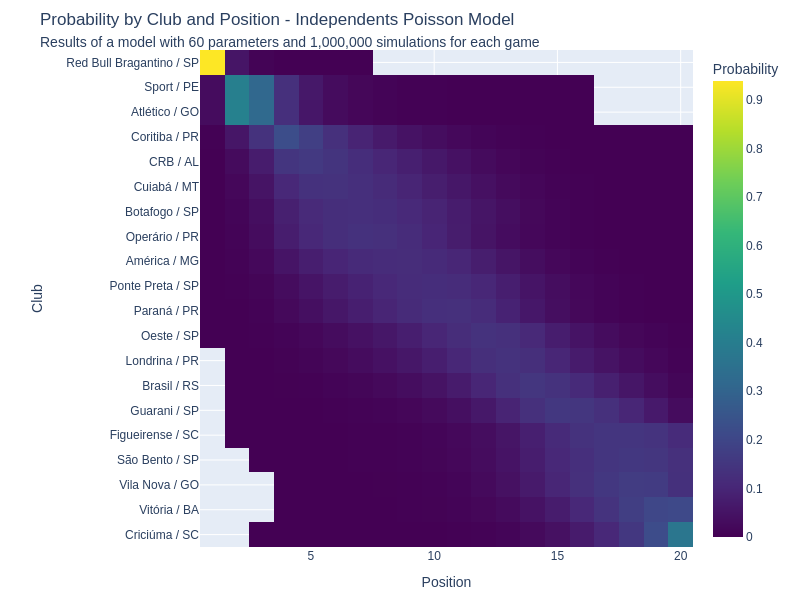 Probability by Club and Position - Independents Poisson Model
Results of a model with 60 parameters and 1,000,000 simulations for each game
Probability
Club
Red Bull Bragantino / SP
Sport / PE
Atlético / GO
Coritiba / PR
CRB / AL
Cuiabá / MT
Botafogo / SP
Operário / PR
América / MG
Ponte Preta / SP
Paraná / PR
Oeste / SP
Londrina / PR
Brasil / RS
Guarani / SP
Figueirense / SC
São Bento / SP
Vila Nova / GO
Vitória / BA
Criciúma / SC
0.9
0.8
0.7
0.6
0.5
0.4
0.3
0.2
0.1
0
5 10 15 20
Position